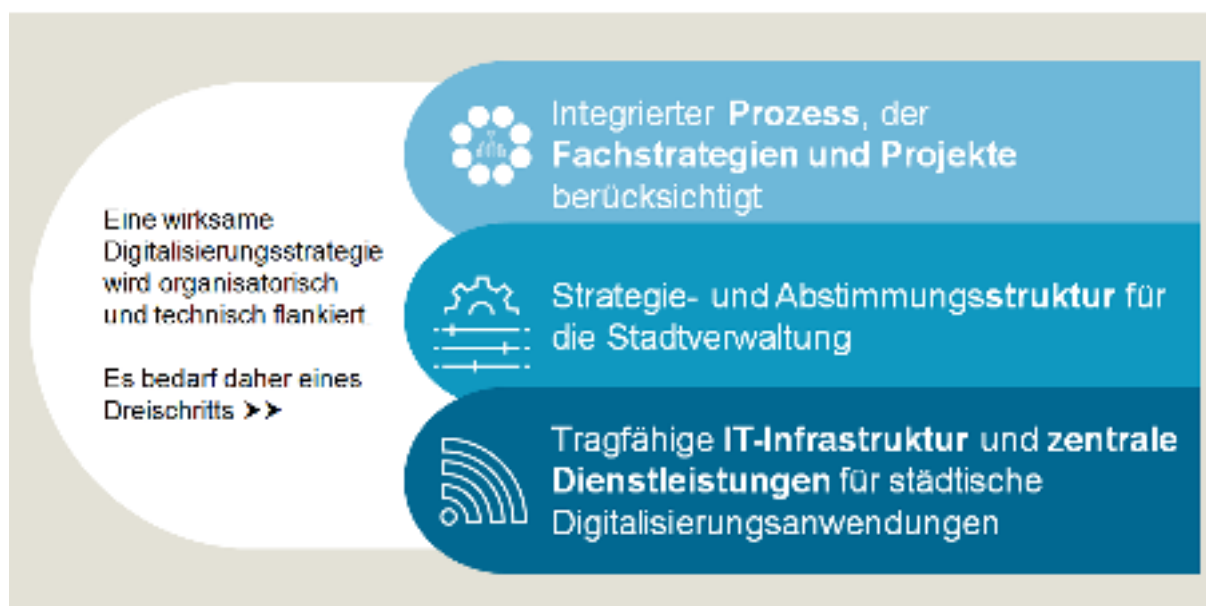 Eine wirksame
Digitalisierungsstrategie
wird organisatorisch
und technisch flankiert.
Es bedarf daher eines
Dreischritts ➤➤
Integrierter Prozess, der
Fachstrategien und Projekte
berücksichtigt
Strategie- und Abstimmungsstruktur für
die Stadtverwaltung
Tragfähige IT-Infrastruktur und zentrale
Dienstleistungen für städtische
Digitalisierungsanwendungen